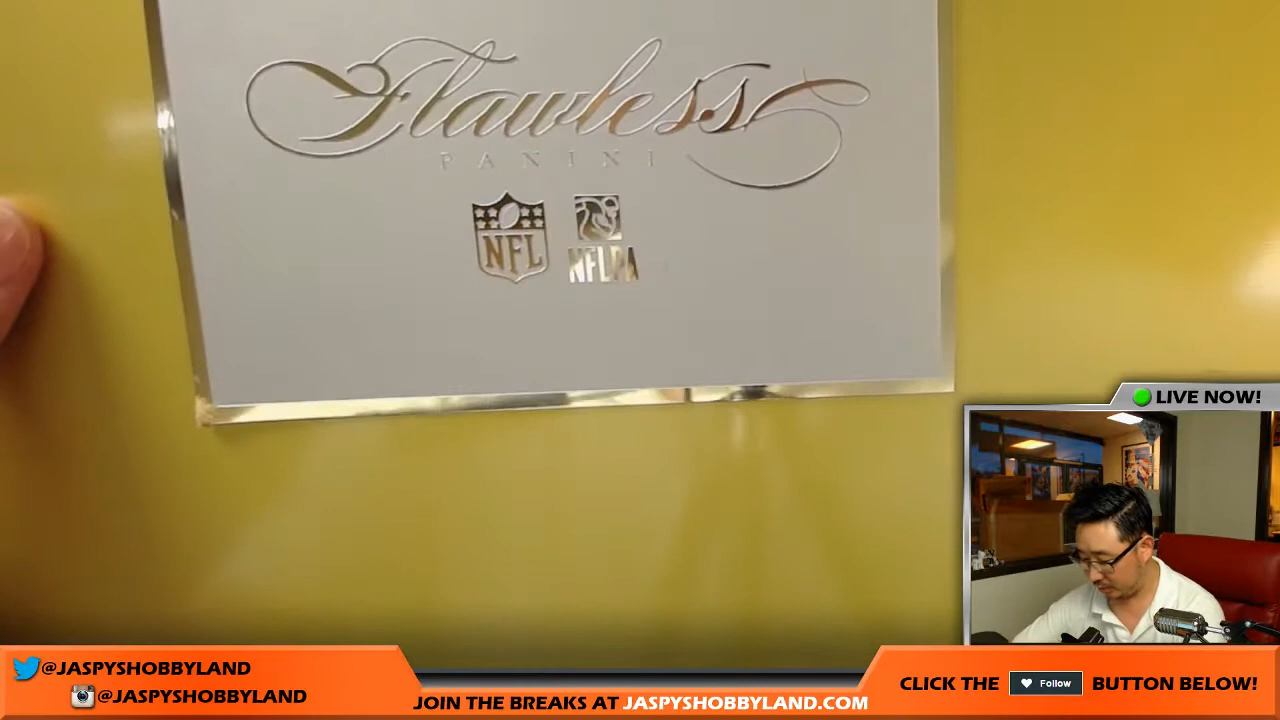 Flawless
PANINI
NFL
NFLPA
LIVE NOW!
@JASPYSHOBBYLAND
@JASPYSHOBBYLAND
JOIN THE BREAKS AT JASPYSHOBBYLAND.COM
CLICK THE Follow BUTTON BELOW!